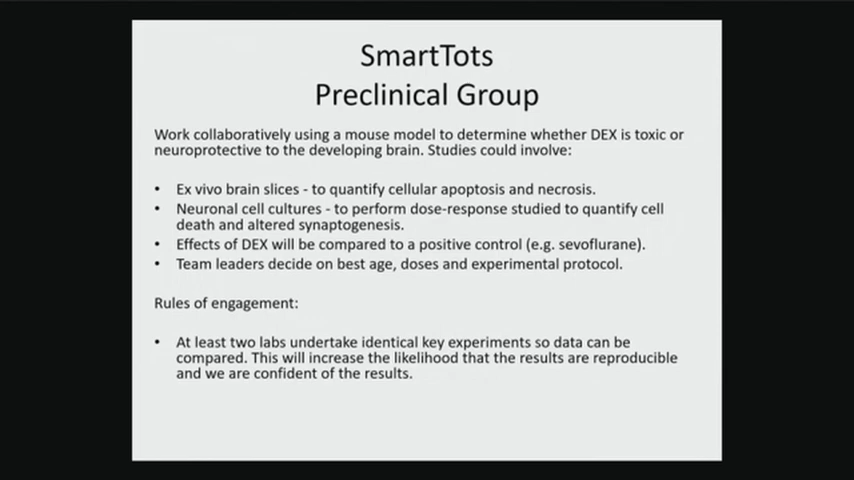 SmartTots
Preclinical Group
Work collaboratively using a mouse model to determine whether DEX is toxic or
neuroprotective to the developing brain. Studies could involve:
• Ex vivo brain slices - to quantify cellular apoptosis and necrosis.
• Neuronal cell cultures - to perform dose-response studied to quantify cell
death and altered synaptogenesis.
• Effects of DEX will be compared to a positive control (e.g. sevoflurane).
• Team leaders decide on best age, doses and experimental protocol.
Rules of engagement:
• At least two labs undertake identical key experiments so data can be
compared. This will increase the likelihood that the results are reproducible
and we are confident of the results.